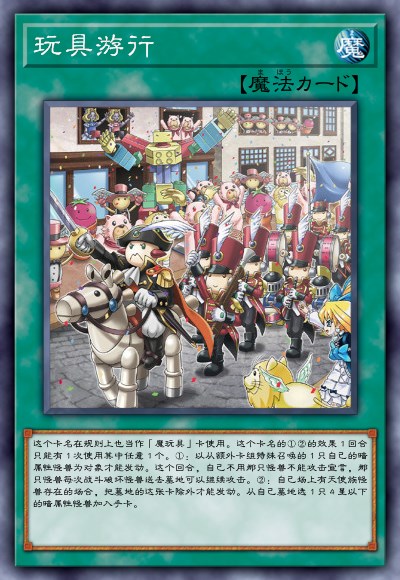 玩具游行
魔
【魔法カード】
ま ほう
这个卡名在规则上也当作「魔玩具」卡使用。这个卡名的①②的效果1回合
只能有1次使用其中任意1个。①：以从额外卡组特殊召唤的1只自己的暗
属性怪兽为对象才能发动。这个回合，自己不用那只怪兽不能攻击宣言，那
只怪兽每次战斗破坏怪兽送去墓地可以继续攻击。②：自己场上有天使族怪
兽存在的场合，把墓地的这张卡除外才能发动。从自己墓地选1只4星以下
的暗属性怪兽加入手卡。